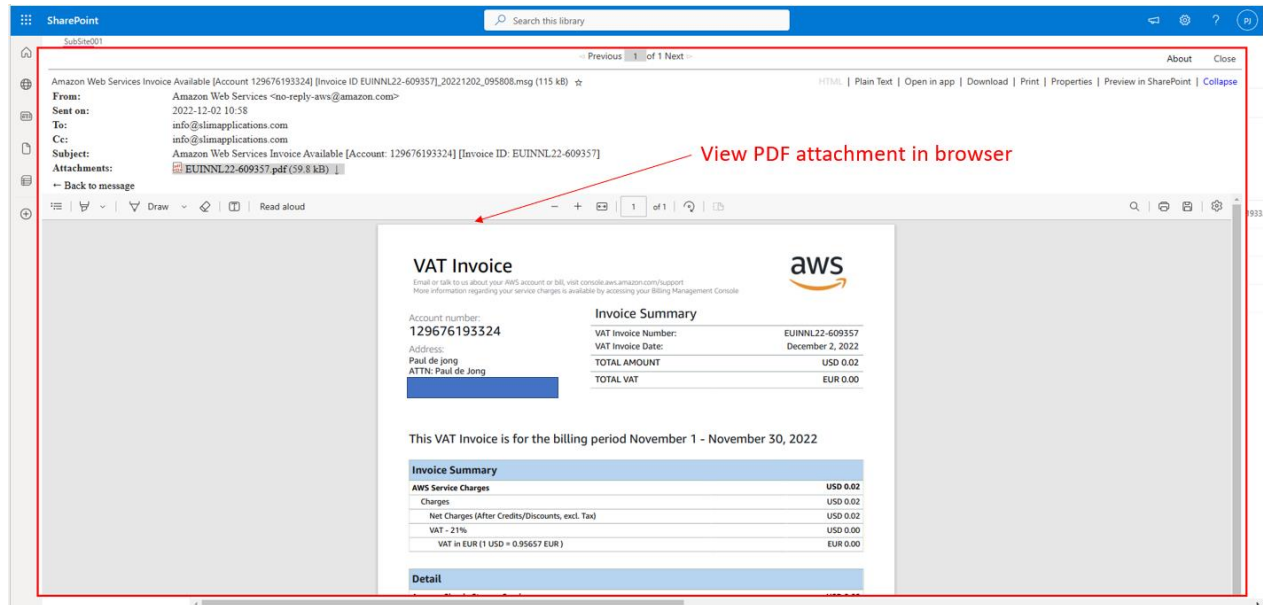 SharePoint
Search this library
PJ
SubSite001
Previous 1 of 1 Next
About Close
Amazon Web Services Invoice Available [Account 129676193324] [Invoice ID EUINNL22-609357]_20221202_095808.msg (115 kB)
HTML | Plain Text | Open in app | Download | Print | Properties | Preview in SharePoint | Collapse
From: Amazon Web Services <no-reply-aws@amazon.com>
Sent on: 2022-12-02 10:58
To: info@slimapplications.com
Cc: info@slimapplications.com
Subject: Amazon Web Services Invoice Available [Account: 129676193324] [Invoice ID: EUINNL22-609357]
Attachments: EUINNL22-609357.pdf (59.8 kB) ↓
← Back to message
View PDF attachment in browser
Draw Read aloud 1 of 1
1933
VAT Invoice
aws
Email or talk to us about your AWS account or bill, visit console.aws.amazon.com/support
More information regarding your service charges is available by accessing your Billing Management Console
Account number:
129676193324
Address:
Paul de jong
ATTN: Paul de Jong
Invoice Summary
VAT Invoice Number: EUINNL22-609357
VAT Invoice Date: December 2, 2022
TOTAL AMOUNT USD 0.02
TOTAL VAT EUR 0.00
This VAT Invoice is for the billing period November 1 - November 30, 2022
Invoice Summary
AWS Service Charges USD 0.02
Charges USD 0.02
Net Charges (After Credits/Discounts, excl. Tax) USD 0.02
VAT - 21% USD 0.00
VAT in EUR (1 USD = 0.95657 EUR) EUR 0.00
Detail